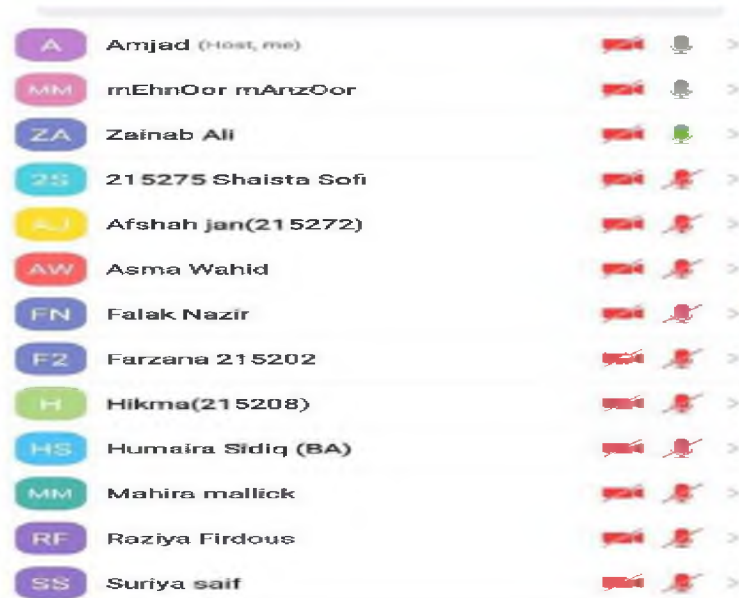 A Amjad (Host, me)
MM mEhnOor mAnzOor
ZA Zainab Ali
2S 215275 Shaista Sofi
AJ Afshah jan(215272)
AW Asma Wahid
FN Falak Nazir
F2 Farzana 215202
H Hikma(215208)
HS Humaira Sidiq (BA)
MM Mahira mallick
RF Raziya Firdous
SS Suriya saif